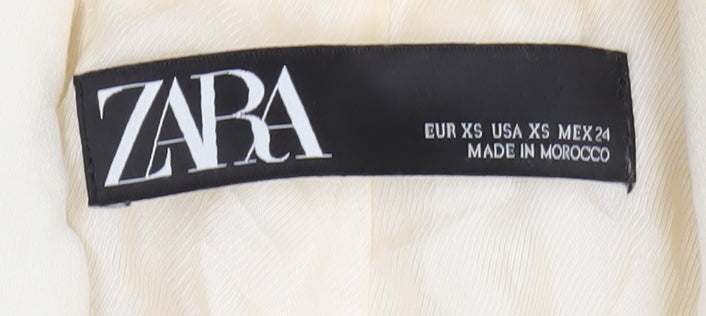 ZARA
EUR XS USA XS MEX 24
MADE IN MOROCCO